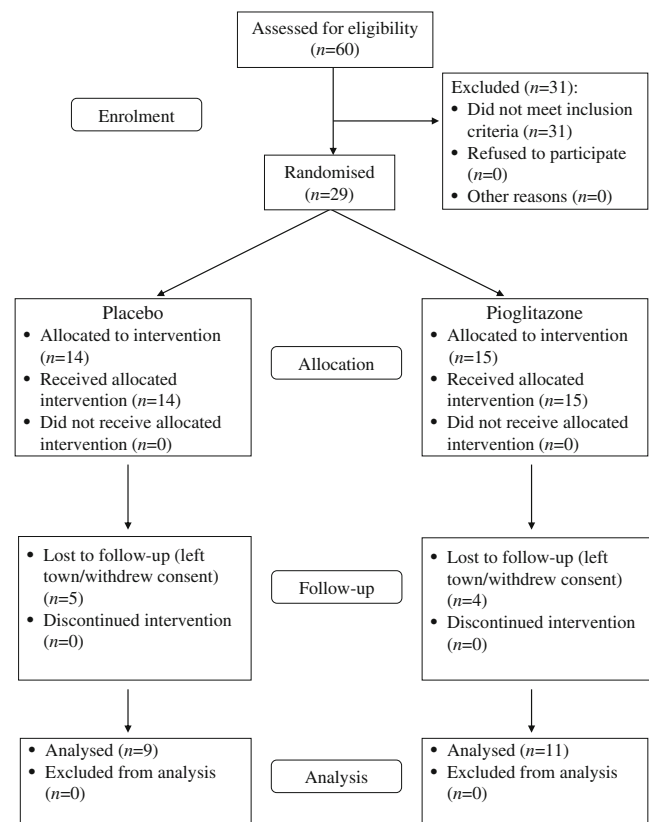 Assessed for eligibility
(n=60)
Enrolment
Excluded (n=31):
• Did not meet inclusion
criteria (n=31)
• Refused to participate
(n=0)
• Other reasons (n=0)
Randomised
(n=29)
Placebo
• Allocated to intervention
(n=14)
• Received allocated
intervention (n=14)
• Did not receive allocated
intervention (n=0)
Allocation
Pioglitazone
• Allocated to intervention
(n=15)
• Received allocated
intervention (n=15)
• Did not receive allocated
intervention (n=0)
• Lost to follow-up (left
town/withdrew consent)
(n=5)
• Discontinued intervention
(n=0)
Follow-up
• Lost to follow-up (left
town/withdrew consent)
(n=4)
• Discontinued intervention
(n=0)
• Analysed (n=9)
• Excluded from analysis
(n=0)
Analysis
• Analysed (n=11)
• Excluded from analysis
(n=0)